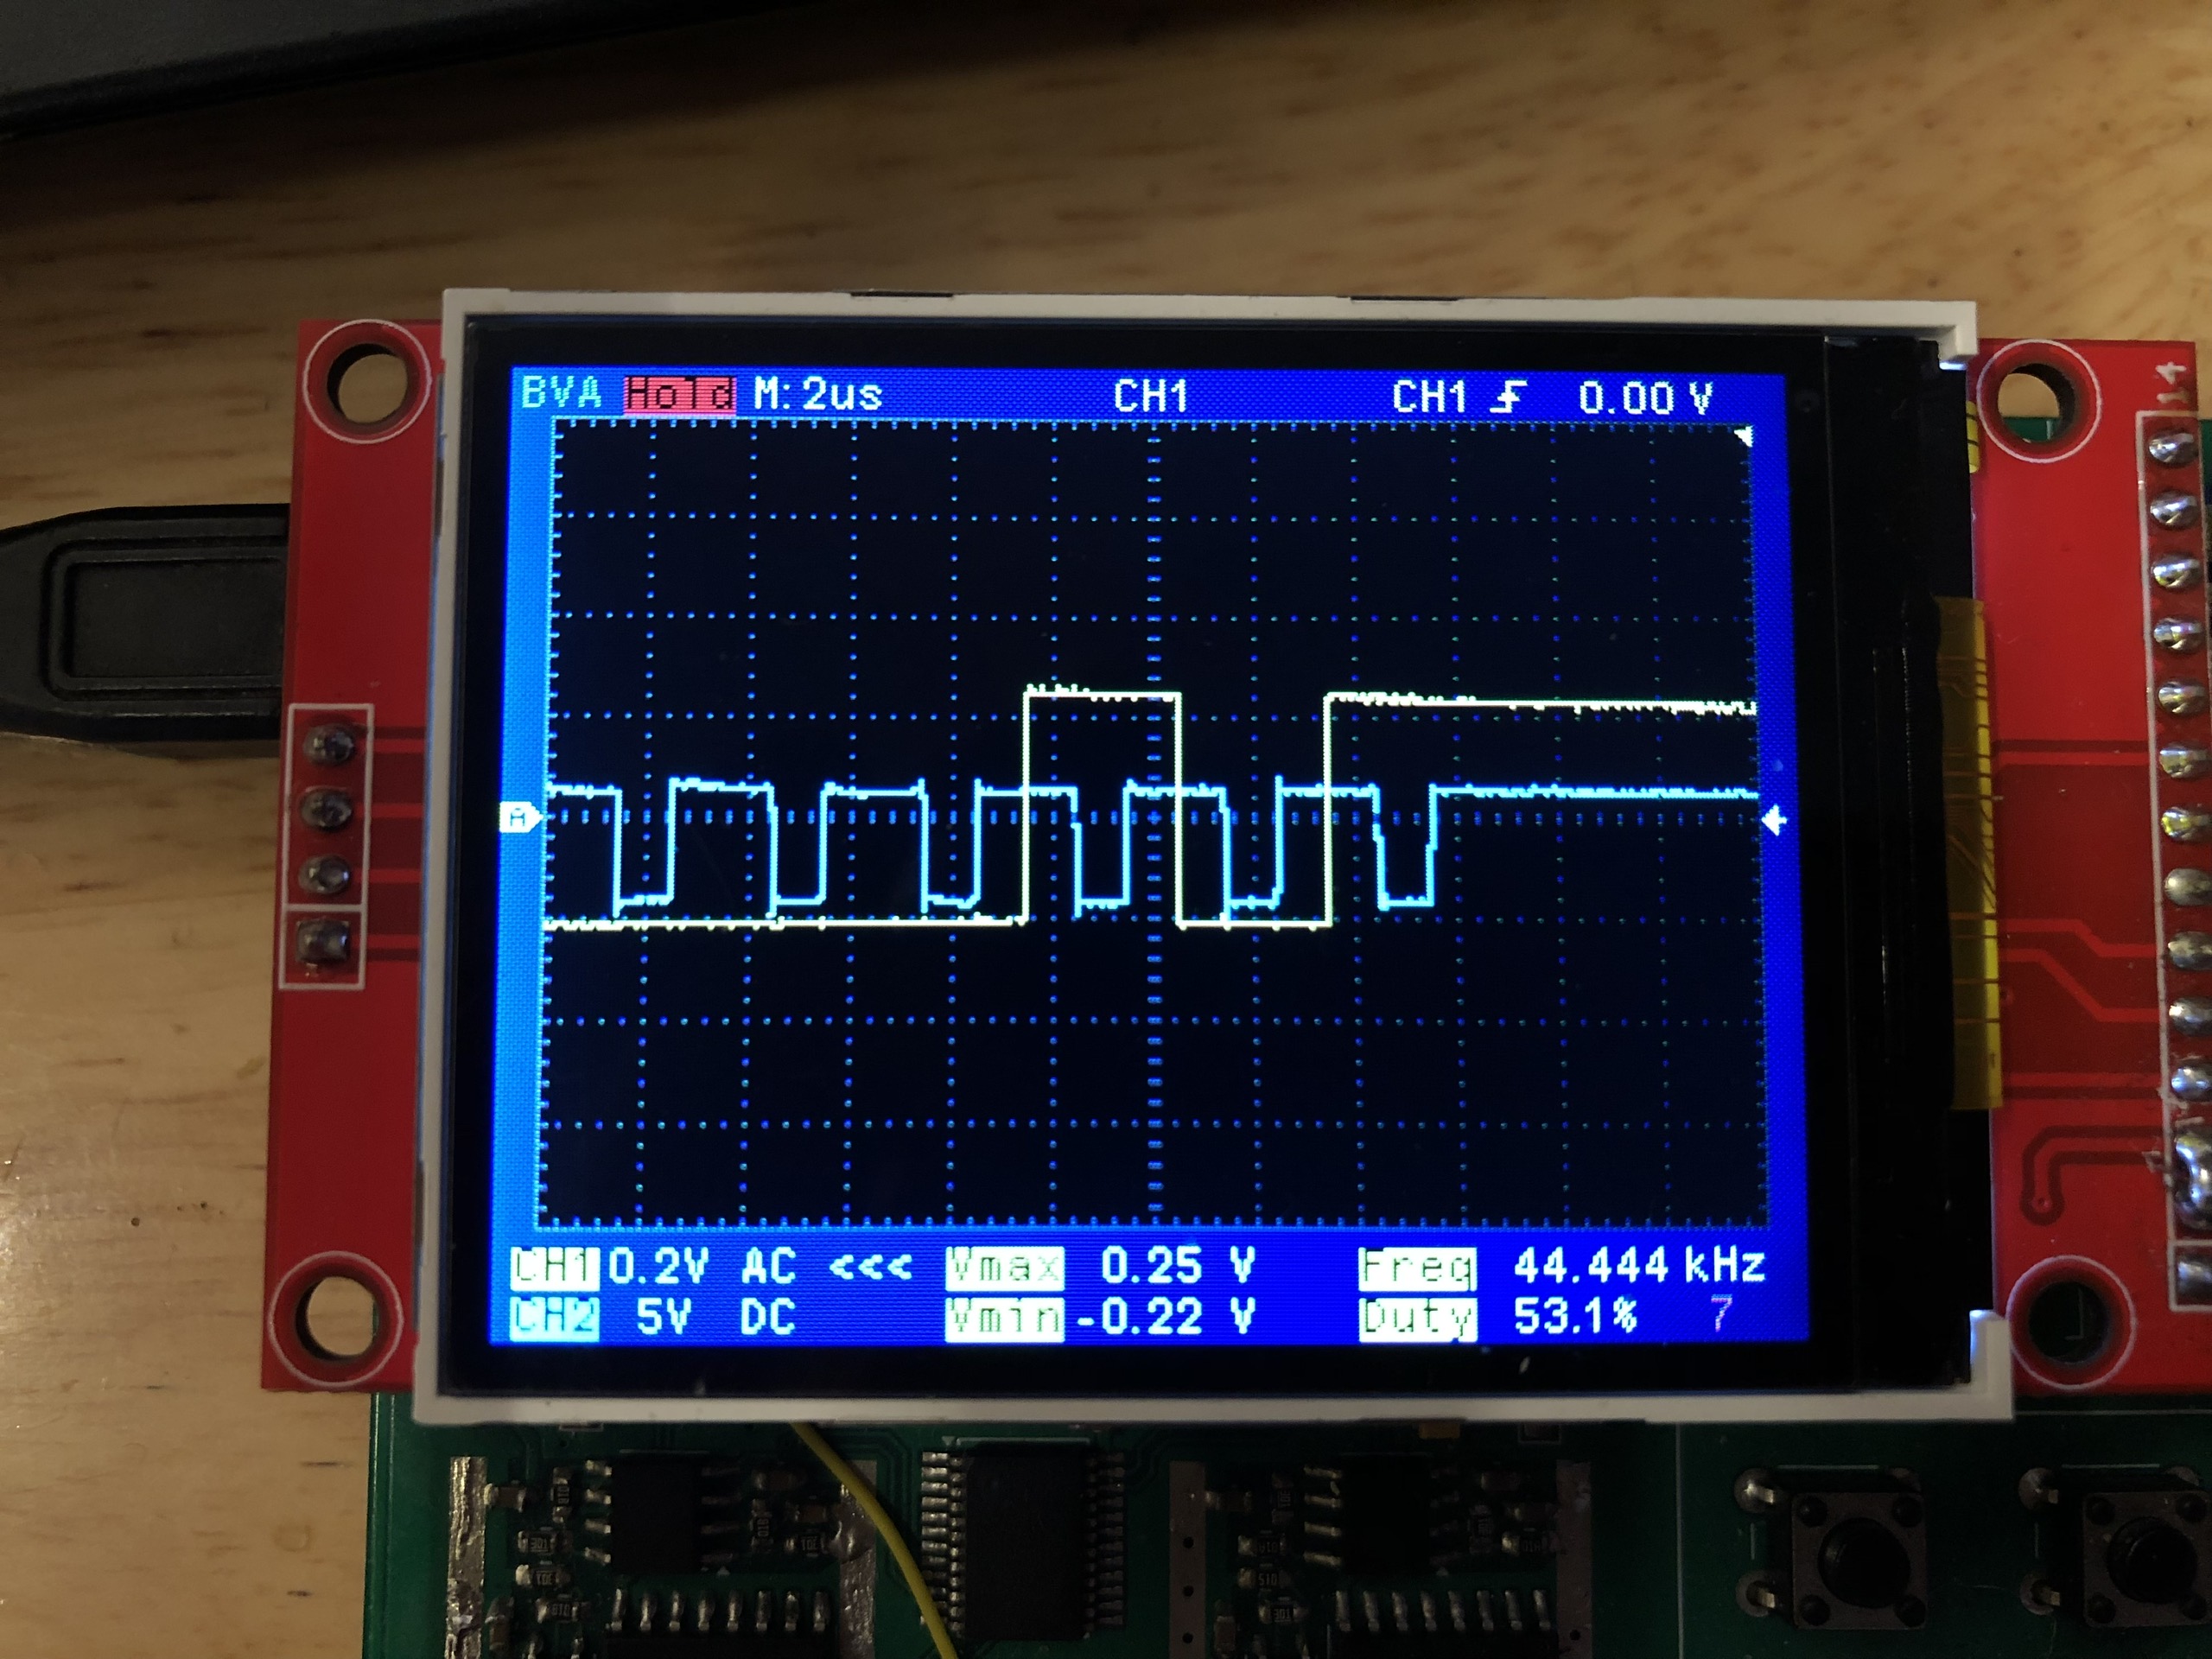 BVA Hold M:2us CH1 CH1 0.00 V
14
A
CH1 0.2V AC <<< Vmax 0.25 V Freq 44.444 kHz
CH2 5V DC Vmin -0.22 V Duty 53.1% 7